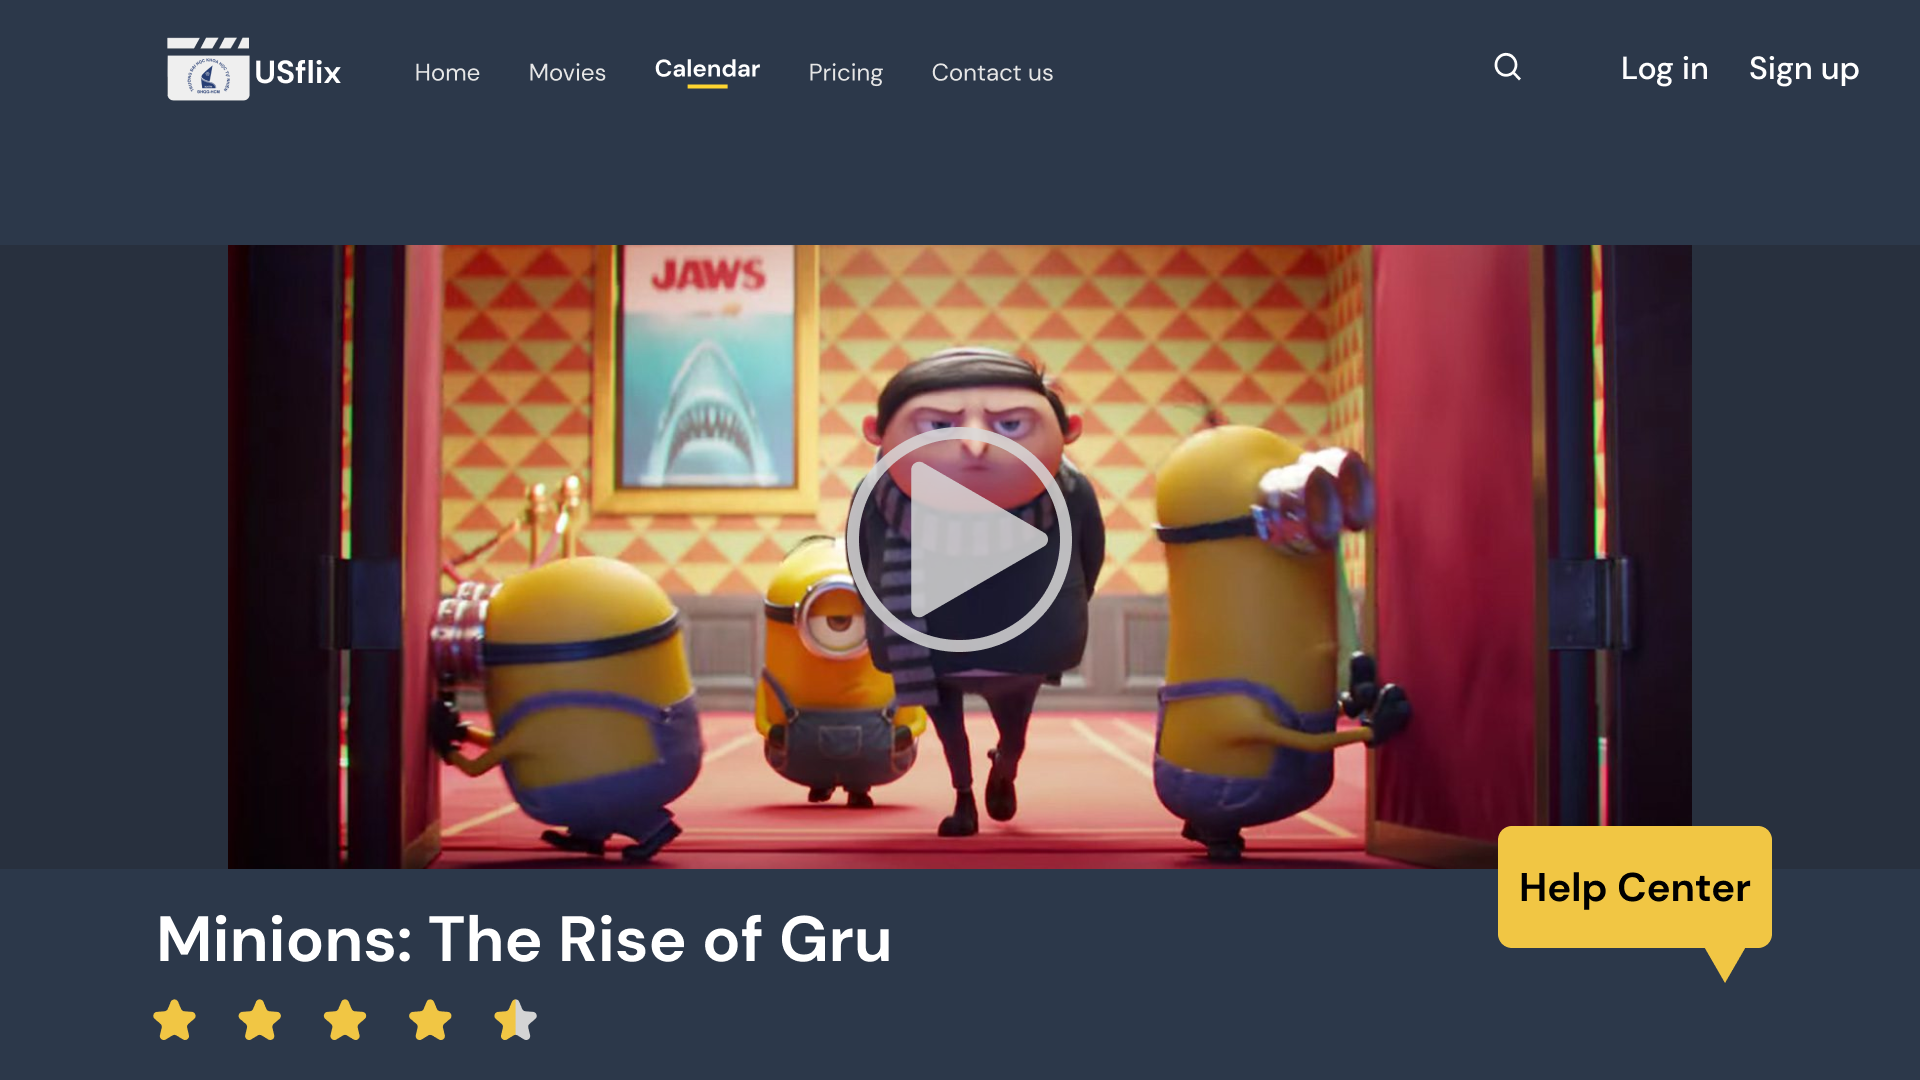 USflix
Home
Movies
Calendar
Pricing
Contact us
Log in
Sign up
JAWS
Help Center
Minions: The Rise of Gru